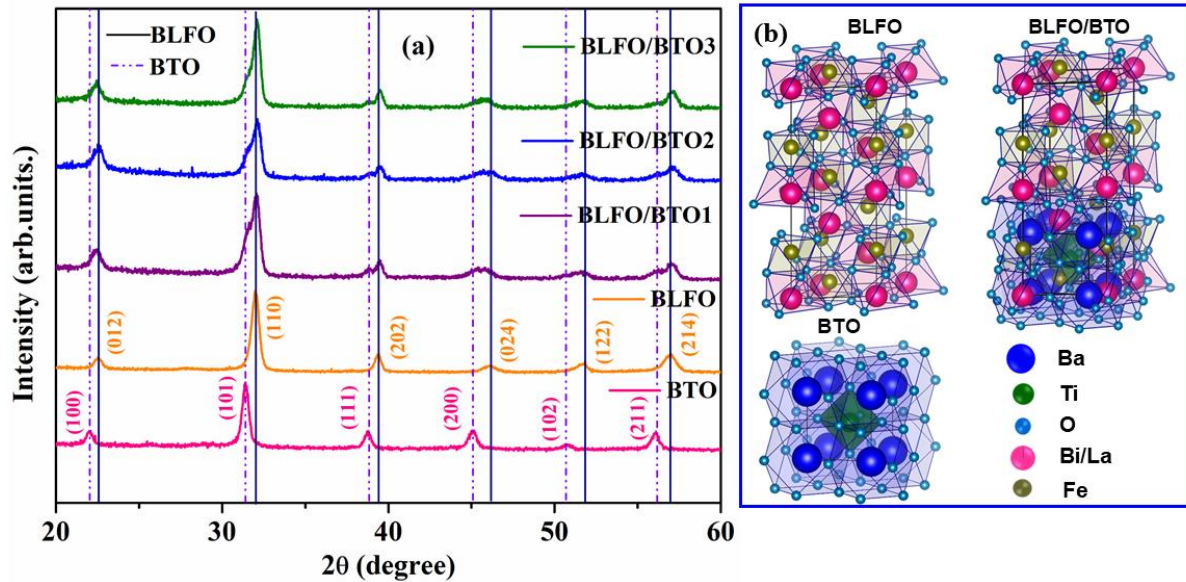 (a)
BLFO
BTO
BLFO/BTO3
BLFO/BTO2
BLFO/BTO1
BLFO
BTO
(012)
(110)
(202)
(024)
(122)
(214)
(100)
(101)
(111)
(200)
(102)
(211)
Intensity (arb.units.)
20
30
40
50
60
2θ (degree)
(b)
BLFO
BLFO/BTO
BTO
Ba
Ti
O
Bi/La
Fe